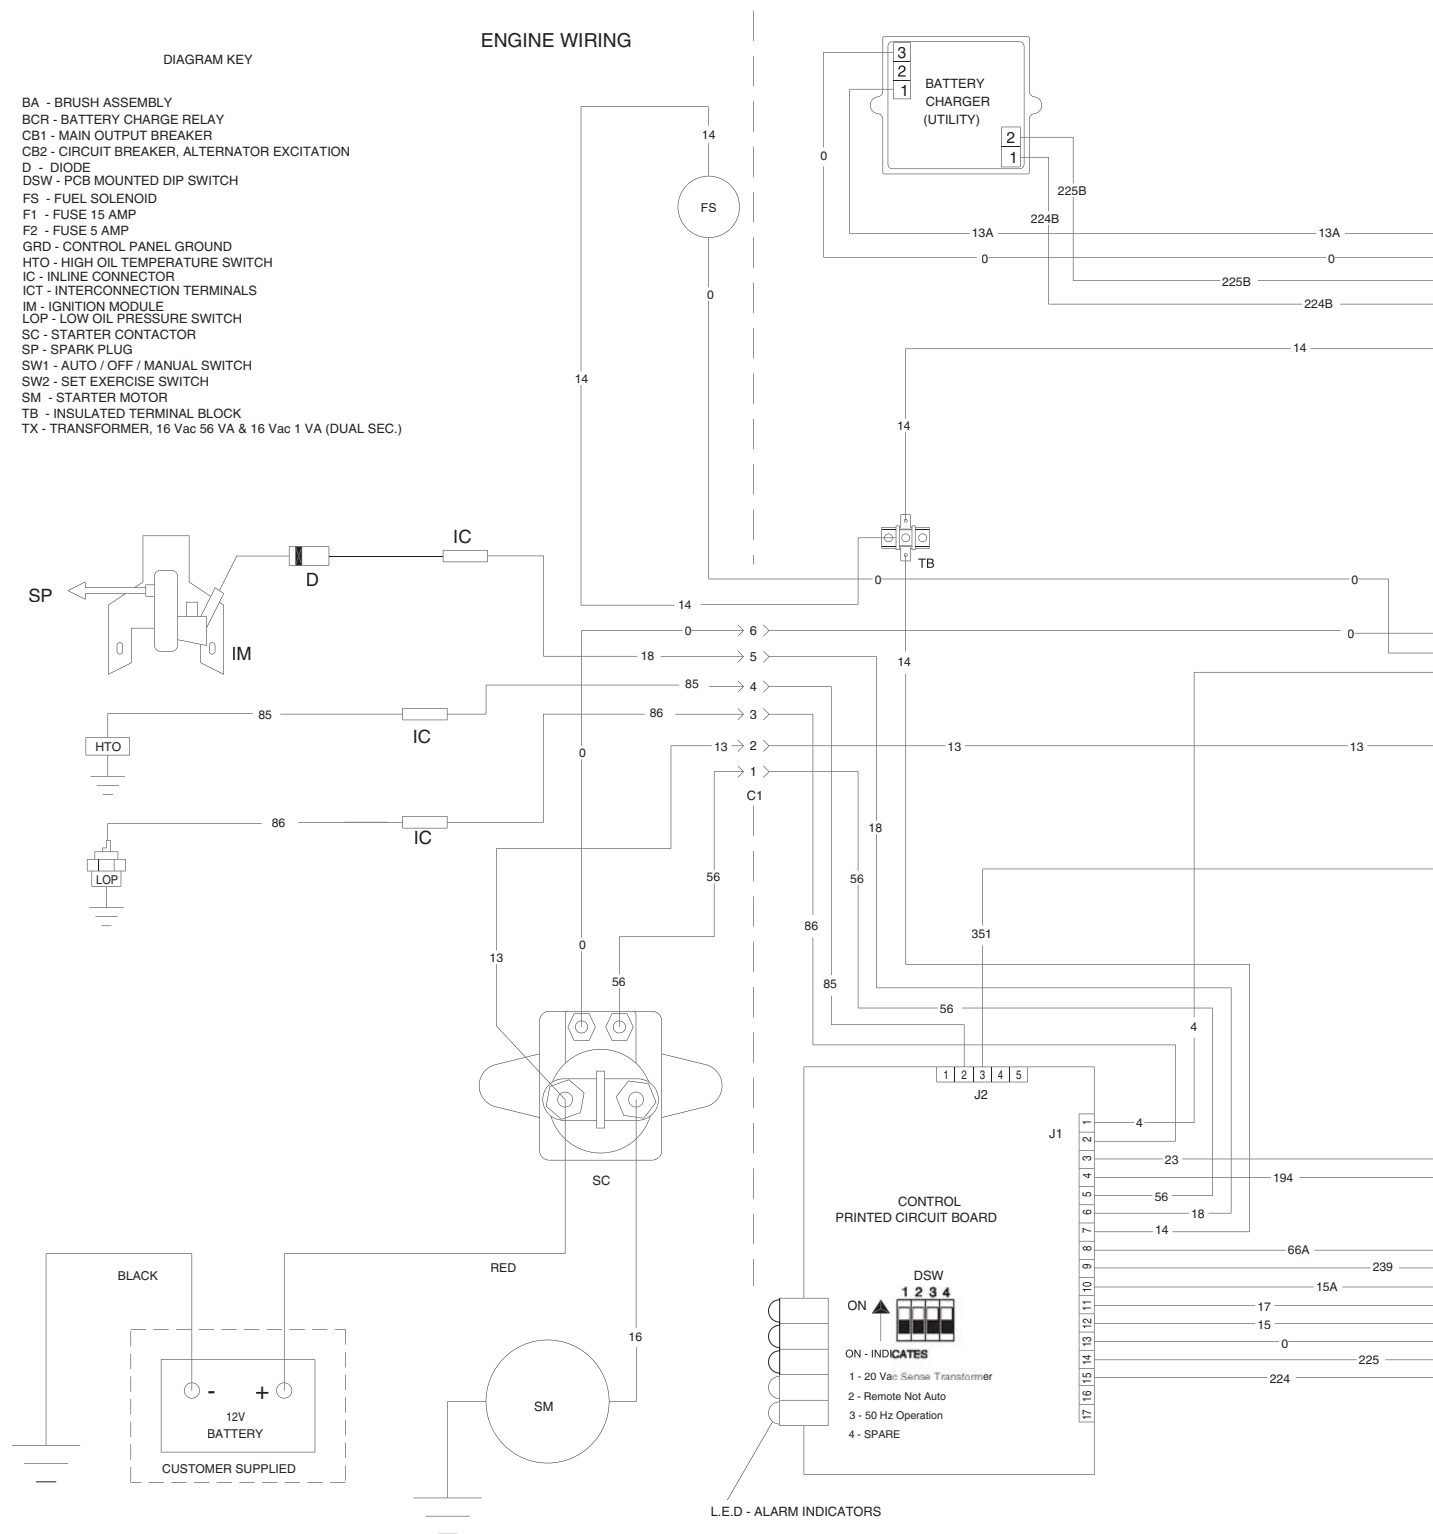 ENGINE WIRING
DIAGRAM KEY
BA - BRUSH ASSEMBLY
BCR - BATTERY CHARGE RELAY
CB1 - MAIN OUTPUT BREAKER
CB2 - CIRCUIT BREAKER, ALTERNATOR EXCITATION
D - DIODE
DSW - PCB MOUNTED DIP SWITCH
FS - FUEL SOLENOID
F1 - FUSE 15 AMP
F2 - FUSE 5 AMP
GRD - CONTROL PANEL GROUND
HTO - HIGH OIL TEMPERATURE SWITCH
IC - INLINE CONNECTOR
ICT - INTERCONNECTION TERMINALS
IM - IGNITION MODULE
LOP - LOW OIL PRESSURE SWITCH
SC - STARTER CONTACTOR
SP - SPARK PLUG
SW1 - AUTO / OFF / MANUAL SWITCH
SW2 - SET EXERCISE SWITCH
SM - STARTER MOTOR
TB - INSULATED TERMINAL BLOCK
TX - TRANSFORMER, 16 Vac 56 VA & 16 Vac 1 VA (DUAL SEC.)
14
FS
0
14
14
3
2
1
BATTERY
CHARGER
(UTILITY)
2
1
0
225B
224B
13A
13A
0
0
225B
224B
14
14
TB
0
0
14
SP
IM
D
IC
0
6
0
18
5
85
4
86
3
13
2
13
13
1
C1
85
IC
HTO
86
IC
LOP
0
0
13
56
56
SC
18
56
86
85
351
56
4
1 2 3 4 5
J2
J1
1
4
2
3
23
4
194
5
56
6
18
7
14
8
66A
9
239
10
15A
11
17
12
15
13
0
14
225
15
224
16
17
CONTROL
PRINTED CIRCUIT BOARD
DSW
1 2 3 4
ON
ON - INDICATES
1 - 20 Vac Sense Transformer
2 - Remote Not Auto
3 - 50 Hz Operation
4 - SPARE
L.E.D - ALARM INDICATORS
BLACK
RED
16
SM
- +
12V
BATTERY
CUSTOMER SUPPLIED